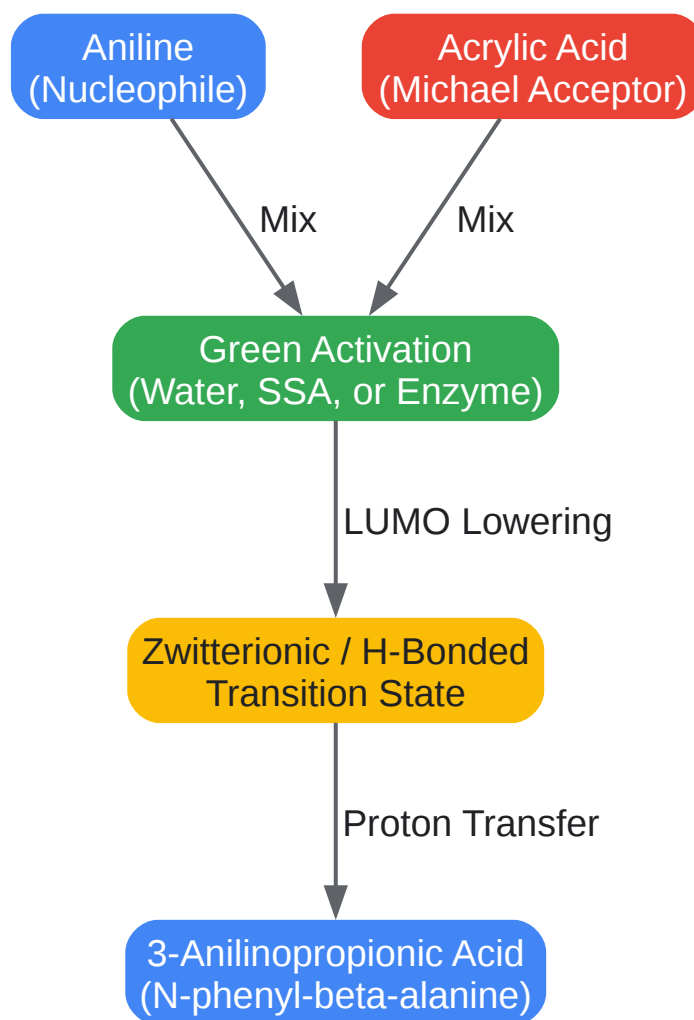 Aniline
(Nucleophile)
Acrylic Acid
(Michael Acceptor)
Mix
Mix
Green Activation
(Water, SSA, or Enzyme)
LUMO Lowering
Zwitterionic / H-Bonded
Transition State
Proton Transfer
3-Anilinopropionic Acid
(N-phenyl-beta-alanine)